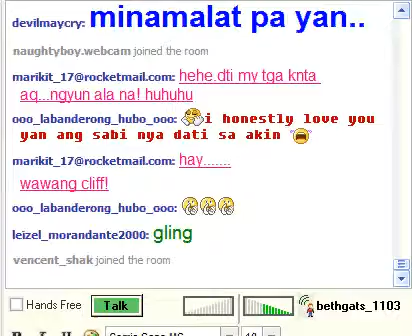 devilmaycry: minamalat pa yan..
naughtyboy.webcam joined the room
marikit_17@rocketmail.com: hehe.dti my tga knta
aq...ngyun ala na! huhuhu
ooo_labanderong_hubo_ooo: i honestly love you
yan ang sabi nya dati sa akin
marikit_17@rocketmail.com: hay.......
wawang cliff!
ooo_labanderong_hubo_ooo:
leizel_morandante2000: gling
vencent_shak joined the room
Hands Free Talk bethgats_1103